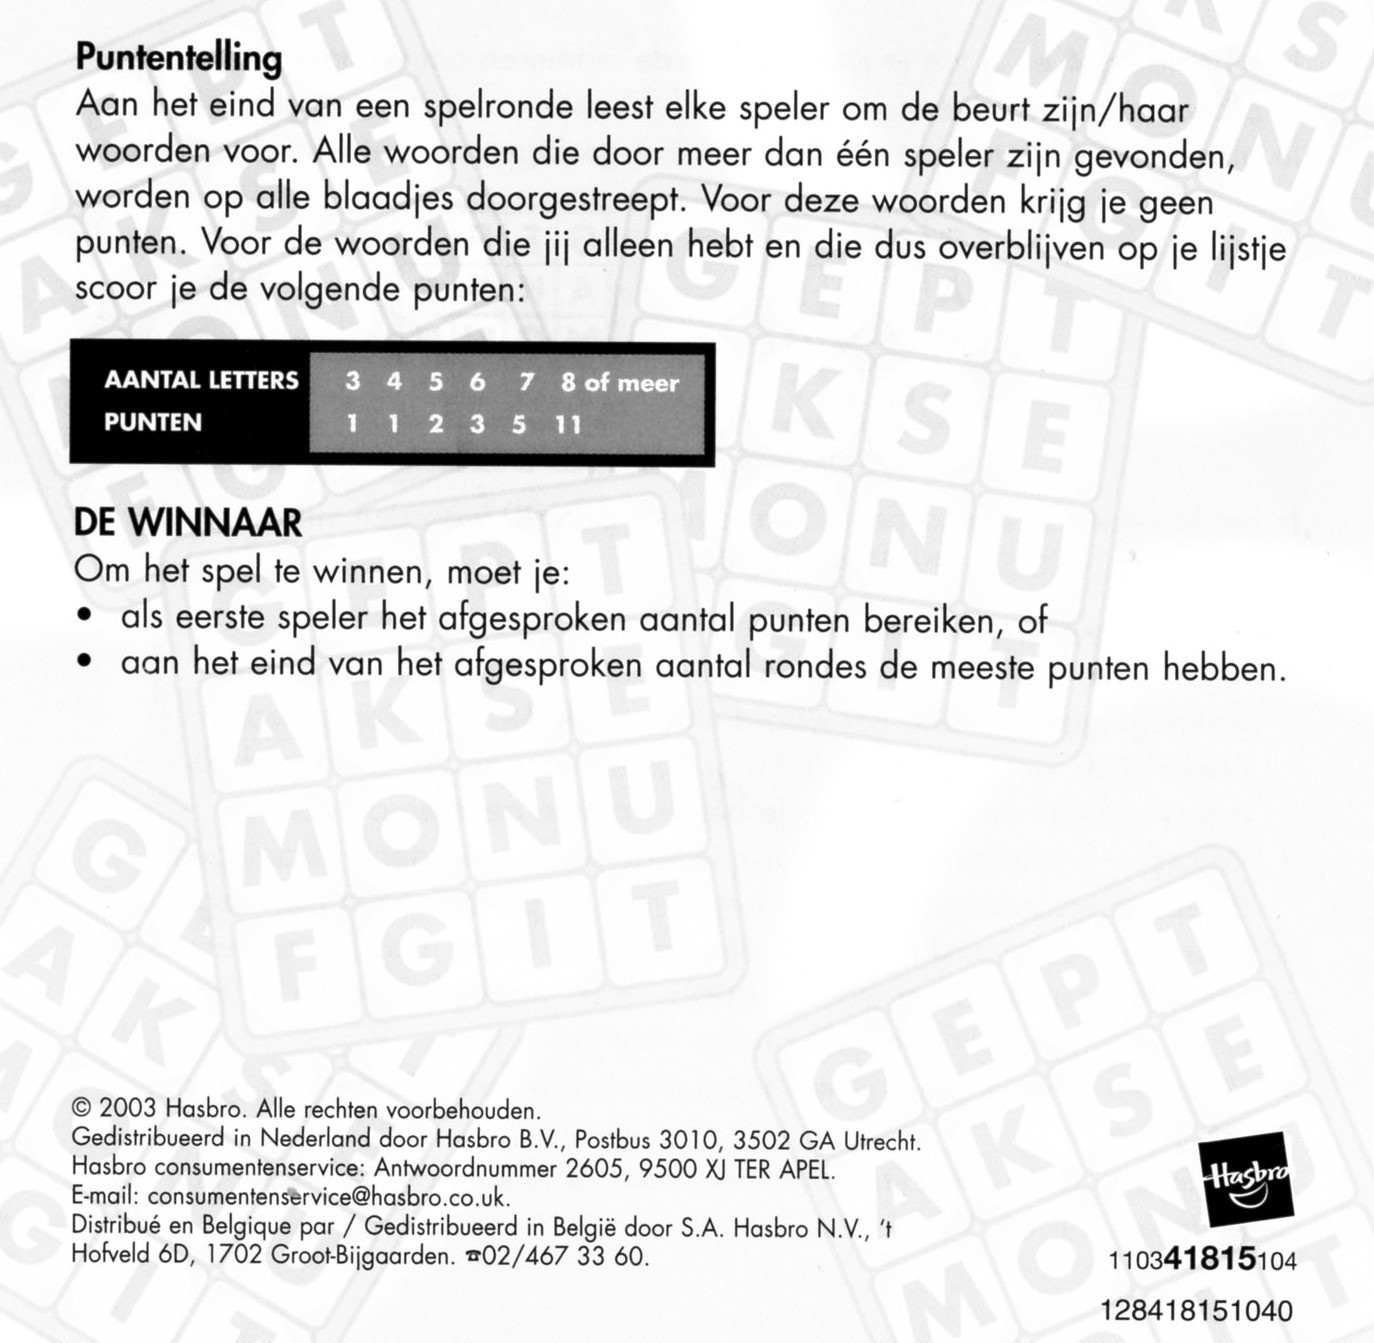 Puntentelling
Aan het eind van een spelronde leest elke speler om de beurt zijn/haar
woorden voor. Alle woorden die door meer dan één speler zijn gevonden,
worden op alle blaadjes doorgestreept. Voor deze woorden krijg je geen
punten. Voor de woorden die jij alleen hebt en die dus overblijven op je lijstje
scoor je de volgende punten:
AANTAL LETTERS 3 4 5 6 7 8 of meer
PUNTEN 1 1 2 3 5 11
DE WINNAAR
Om het spel te winnen, moet je:
• als eerste speler het afgesproken aantal punten bereiken, of
• aan het eind van het afgesproken aantal rondes de meeste punten hebben.
G E P T
A K S E
M O N U
F G I T
© 2003 Hasbro. Alle rechten voorbehouden.
Gedistribueerd in Nederland door Hasbro B.V., Postbus 3010, 3502 GA Utrecht.
Hasbro consumentenservice: Antwoordnummer 2605, 9500 XJ TER APEL.
E-mail: consumentenservice@hasbro.co.uk.
Distribué en Belgique par / Gedistribueerd in België door S.A. Hasbro N.V., 't
Hofveld 6D, 1702 Groot-Bijgaarden. ☎02/467 33 60.
Hasbro
11034181５104
128418151040